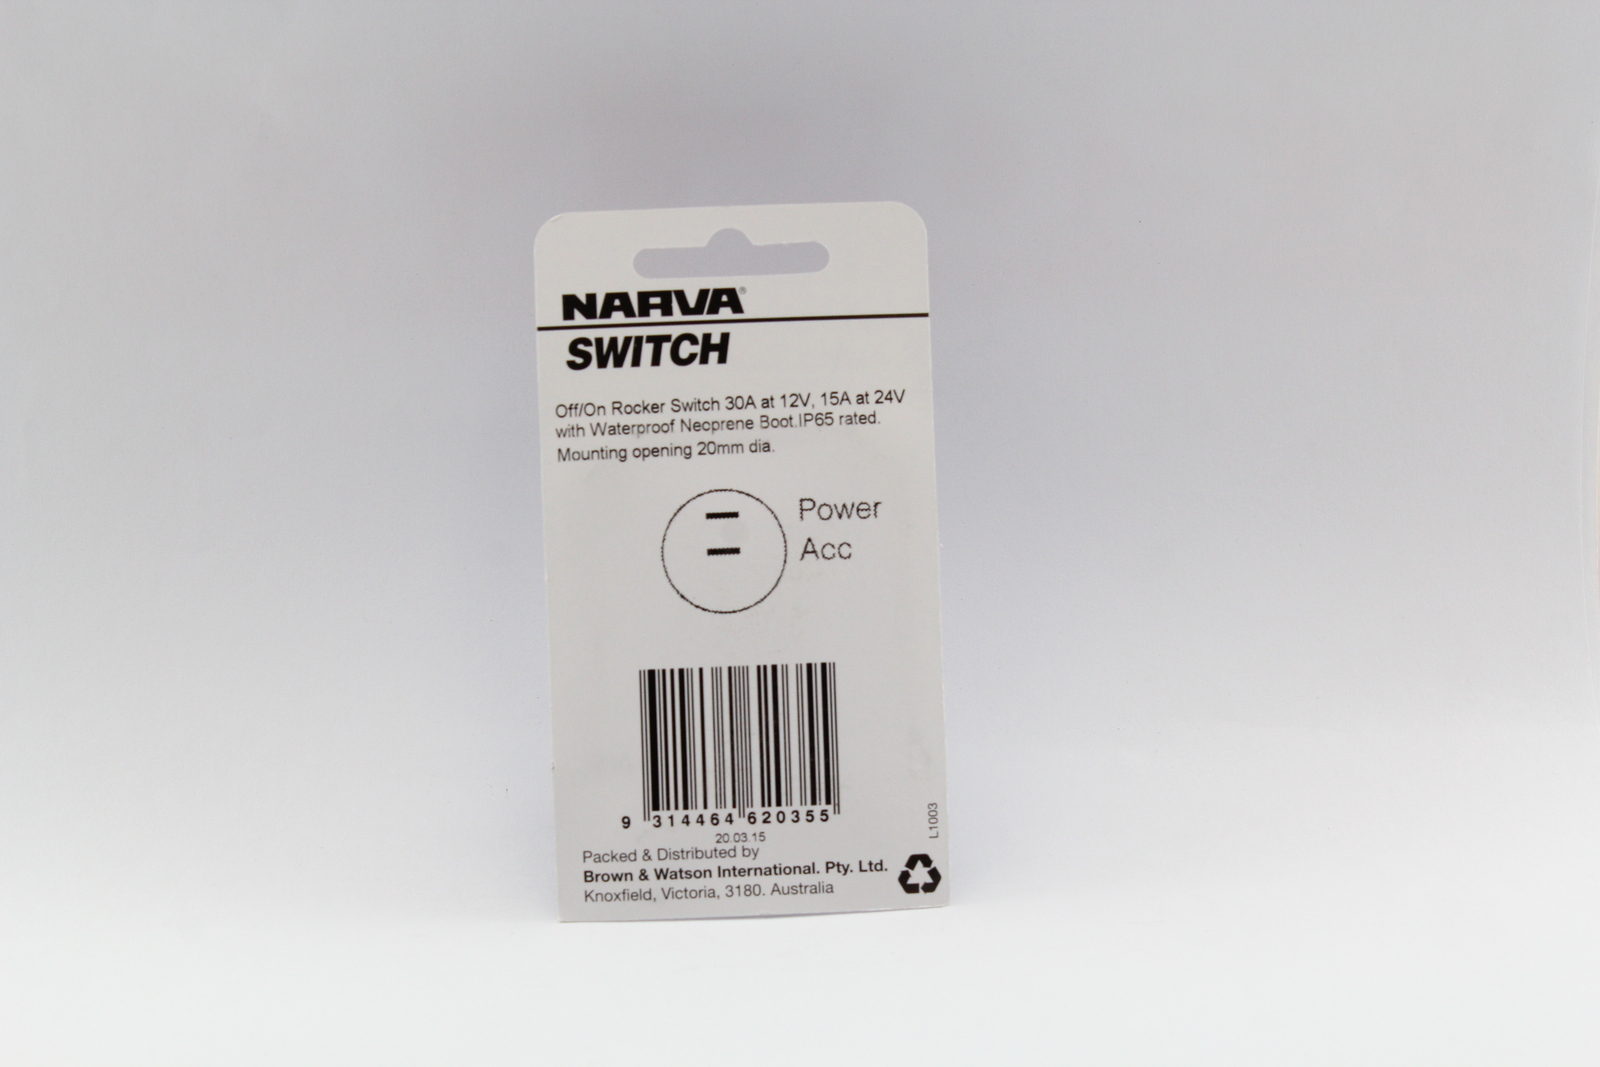 NARVA®
SWITCH
Off/On Rocker Switch 30A at 12V, 15A at 24V
with Waterproof Neoprene Boot.IP65 rated.
Mounting opening 20mm dia.
Power
Acc
9 314464 620355
20.03.15
L1003
Packed & Distributed by
Brown & Watson International. Pty. Ltd.
Knoxfield, Victoria, 3180. Australia